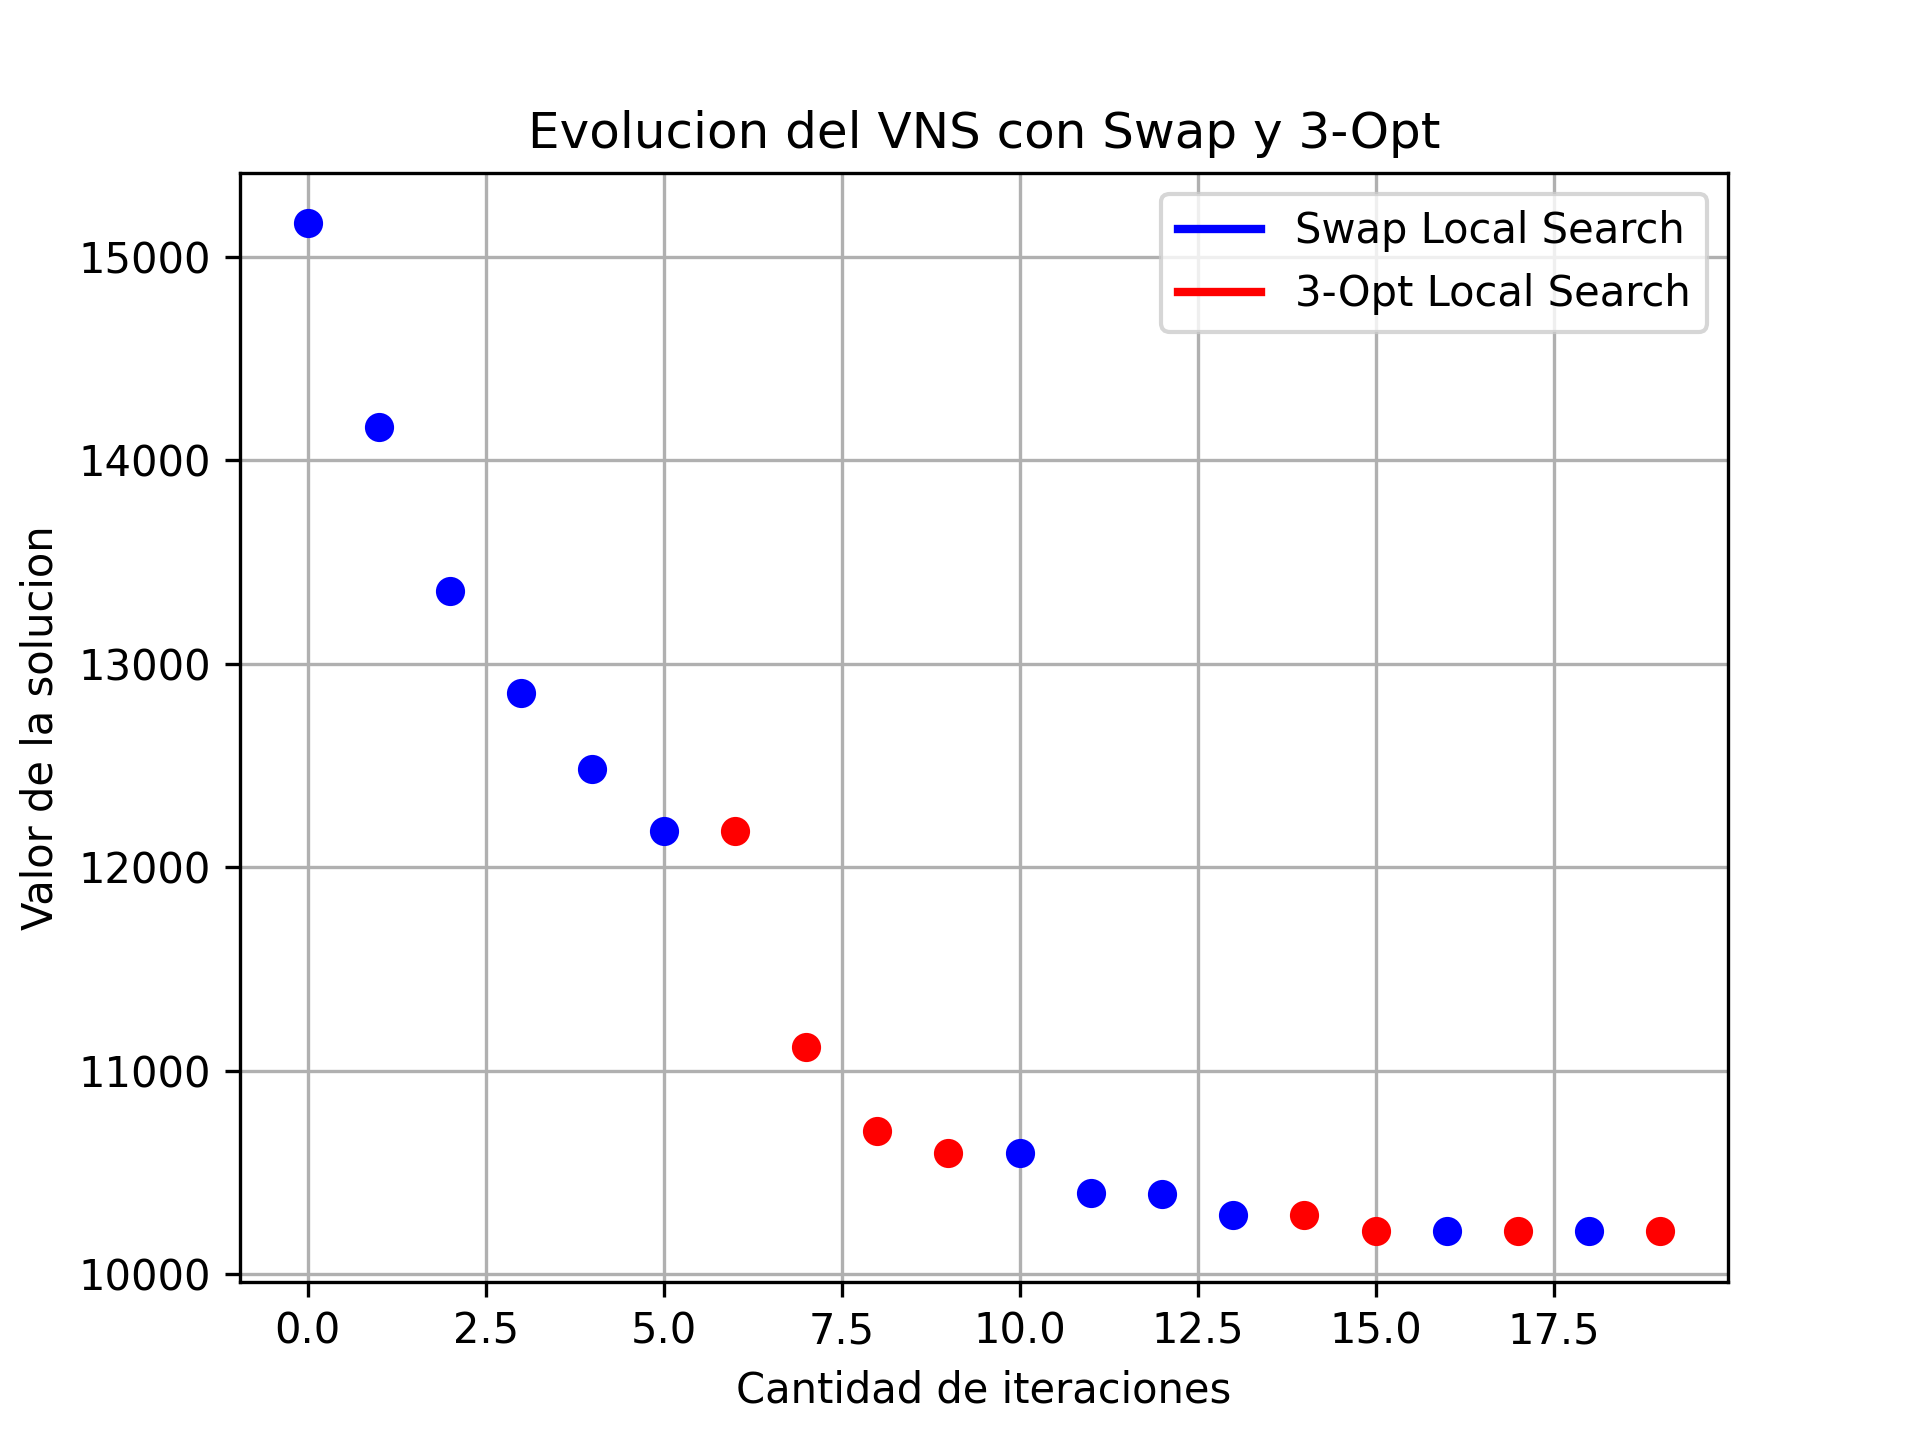 Evolucion del VNS con Swap y 3-Opt
Swap Local Search
3-Opt Local Search
Valor de la solucion
15000
14000
13000
12000
11000
10000
0.0 2.5 5.0 7.5 10.0 12.5 15.0 17.5
Cantidad de iteraciones